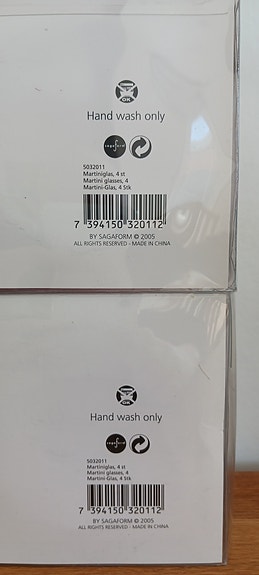 OK
Hand wash only
sagaform
5032011
Martiniglas, 4 st
Martini glasses, 4
Martini-Glas, 4 Stk
7 394150 320112
BY SAGAFORM © 2005
ALL RIGHTS RESERVED - MADE IN CHINA
OK
Hand wash only
sagaform
5032011
Martiniglas, 4 st
Martini glasses, 4
Martini-Glas, 4 Stk
7 394150 320112
BY SAGAFORM © 2005
ALL RIGHTS RESERVED - MADE IN CHINA